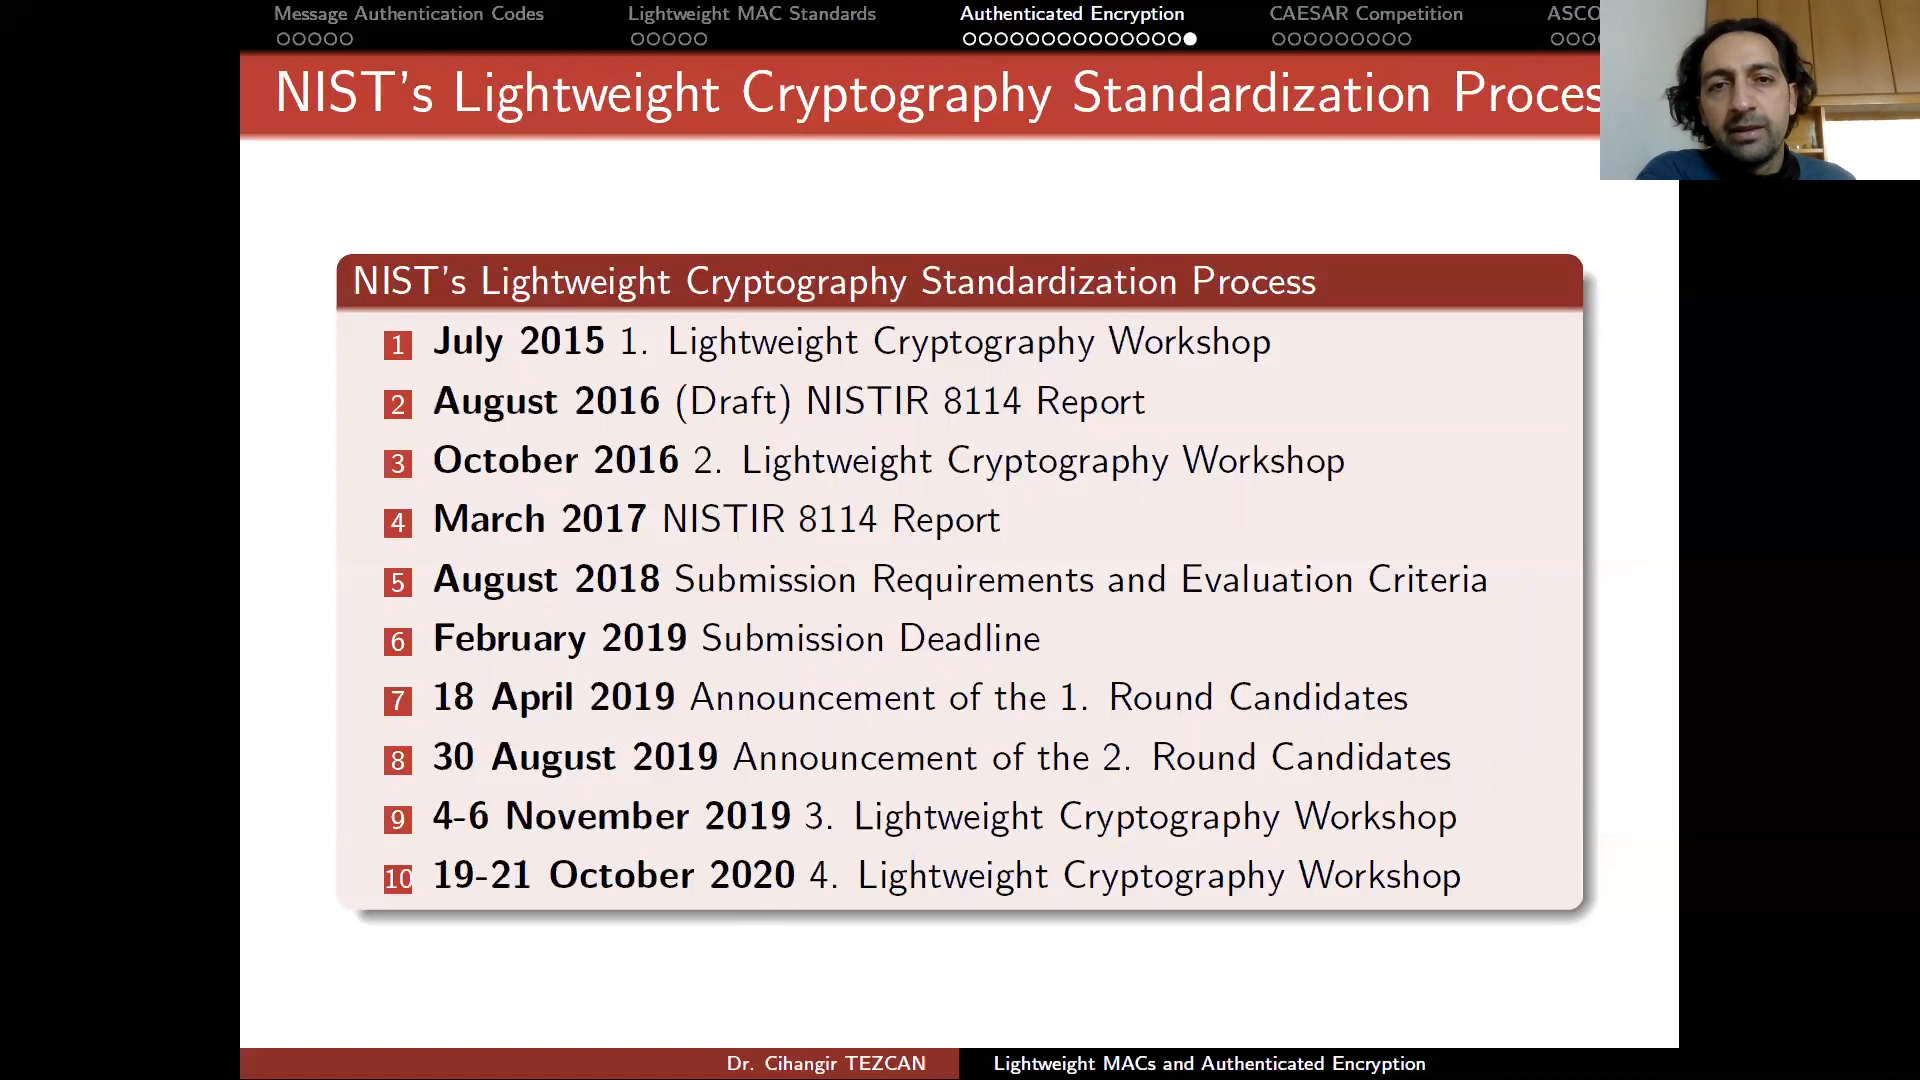 Message Authentication Codes
Lightweight MAC Standards
Authenticated Encryption
CAESAR Competition
NIST's Lightweight Cryptography Standardization
NIST's Lightweight Cryptography Standardization Process
1 July 2015 1. Lightweight Cryptography Workshop
2 August 2016 (Draft) NISTIR 8114 Report
3 October 2016 2. Lightweight Cryptography Workshop
4 March 2017 NISTIR 8114 Report
5 August 2018 Submission Requirements and Evaluation Criteria
6 February 2019 Submission Deadline
7 18 April 2019 Announcement of the 1. Round Candidates
8 30 August 2019 Announcement of the 2. Round Candidates
9 4-6 November 2019 3. Lightweight Cryptography Workshop
10 19-21 October 2020 4. Lightweight Cryptography Workshop
Dr. Cihangir TEZCAN
Lightweight MACs and Authenticated Encryption